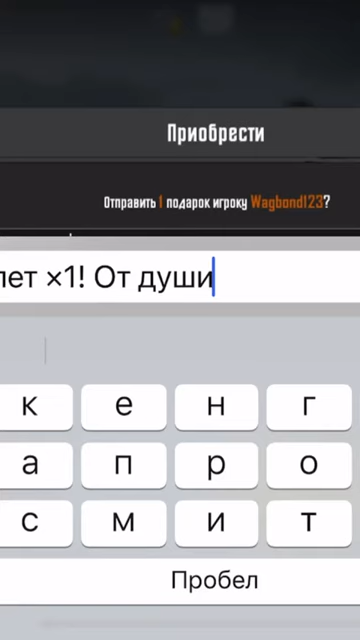 Приобрести
Отправить 1 подарок игроку Wagbond123?
лет ×1! От души
к е н г
а п р о
с м и т
Пробел